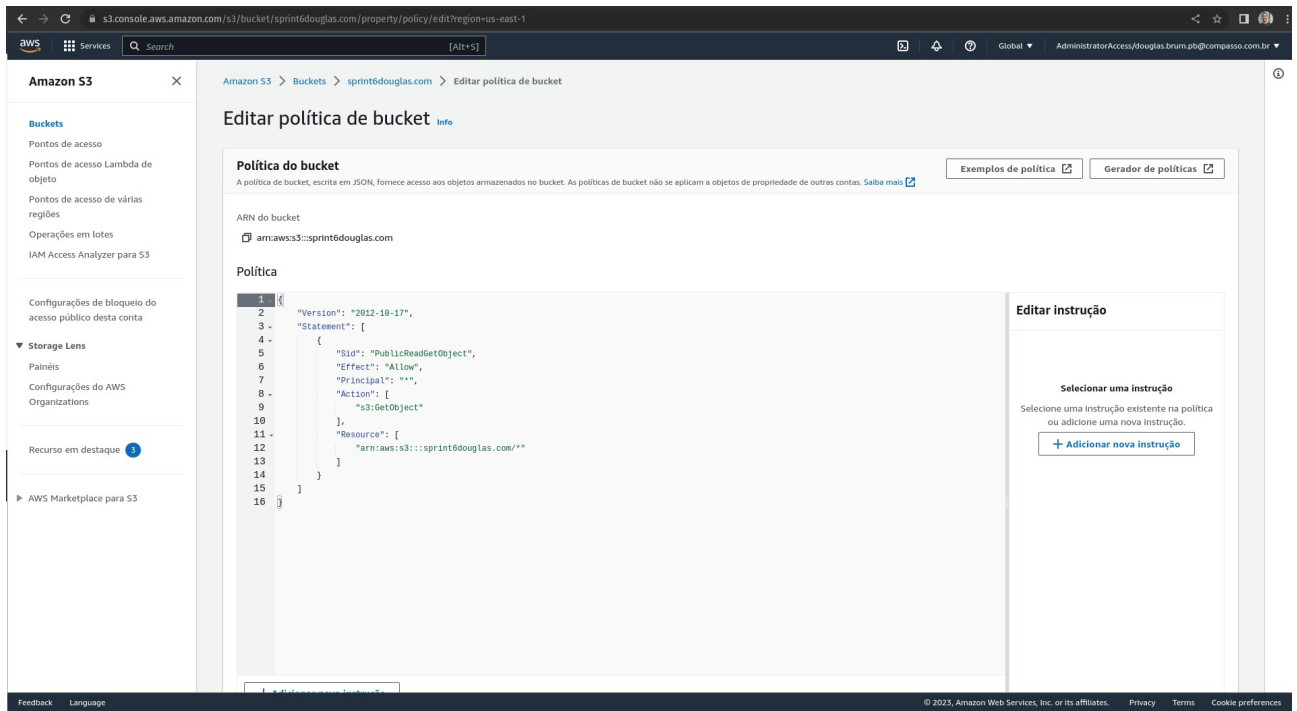 s3.console.aws.amazon.com/s3/bucket/sprint6douglas.com/property/policy/edit?region=us-east-1
aws Services Search [Alt+S] Global AdministratorAccess/douglas.brum.pb@compasso.com.br
Amazon S3
Buckets
Pontos de acesso
Pontos de acesso Lambda de
objeto
Pontos de acesso de várias
regiões
Operações em lotes
IAM Access Analyzer para S3
Configurações de bloqueio do
acesso público desta conta
Storage Lens
Painéis
Configurações do AWS
Organizations
Recurso em destaque 3
AWS Marketplace para S3
Amazon S3 > Buckets > sprint6douglas.com > Editar política de bucket
Editar política de bucket Info
Política do bucket
A política de bucket, escrita em JSON, fornece acesso aos objetos armazenados no bucket. As políticas de bucket não se aplicam a objetos de propriedade de outras contas. Saiba mais
Exemplos de política
Gerador de políticas
ARN do bucket
arn:aws:s3:::sprint6douglas.com
Política
1 {
2 "Version": "2012-10-17",
3 "Statement": [
4 {
5 "Sid": "PublicReadGetObject",
6 "Effect": "Allow",
7 "Principal": "*",
8 "Action": [
9 "s3:GetObject"
10 ],
11 "Resource": [
12 "arn:aws:s3:::sprint6douglas.com/*"
13 ]
14 }
15 ]
16 }
Editar instrução
Selecionar uma instrução
Selecione uma instrução existente na política
ou adicione uma nova instrução.
+ Adicionar nova instrução
+ Adicionar nova instrução
Feedback Language © 2023, Amazon Web Services, Inc. or its affiliates. Privacy Terms Cookie preferences